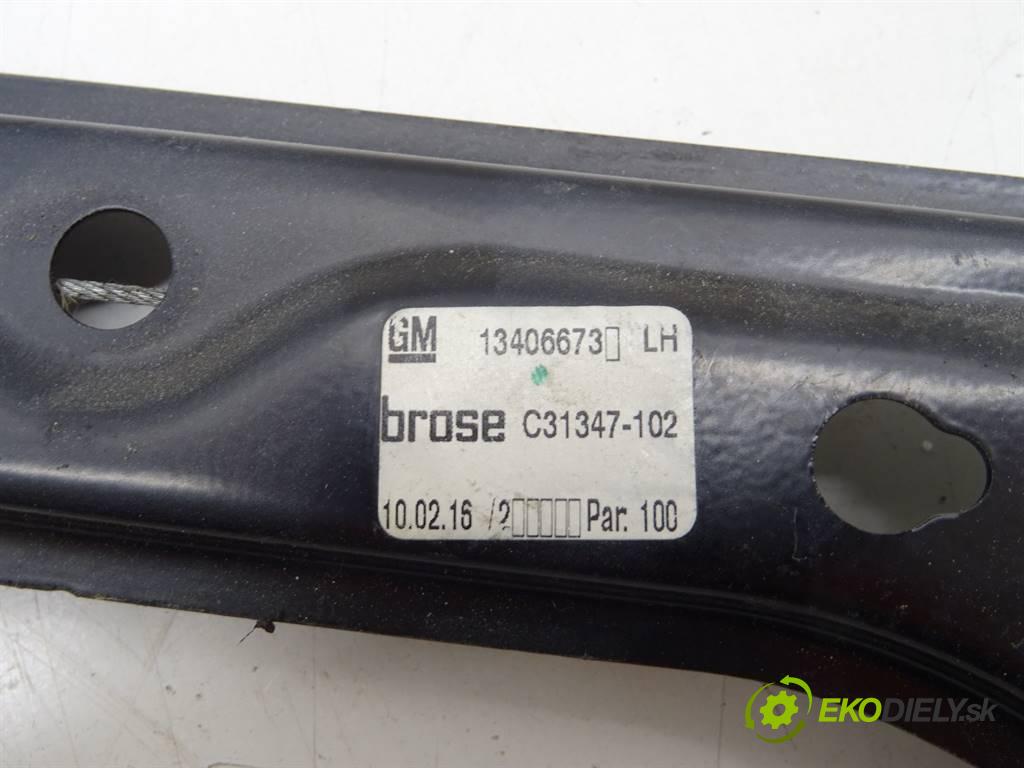 GM 13406673▯ LH
brose C31347-102
10.02.16 /2▯▯▯▯▯ Par: 100
EKODIELY.sk